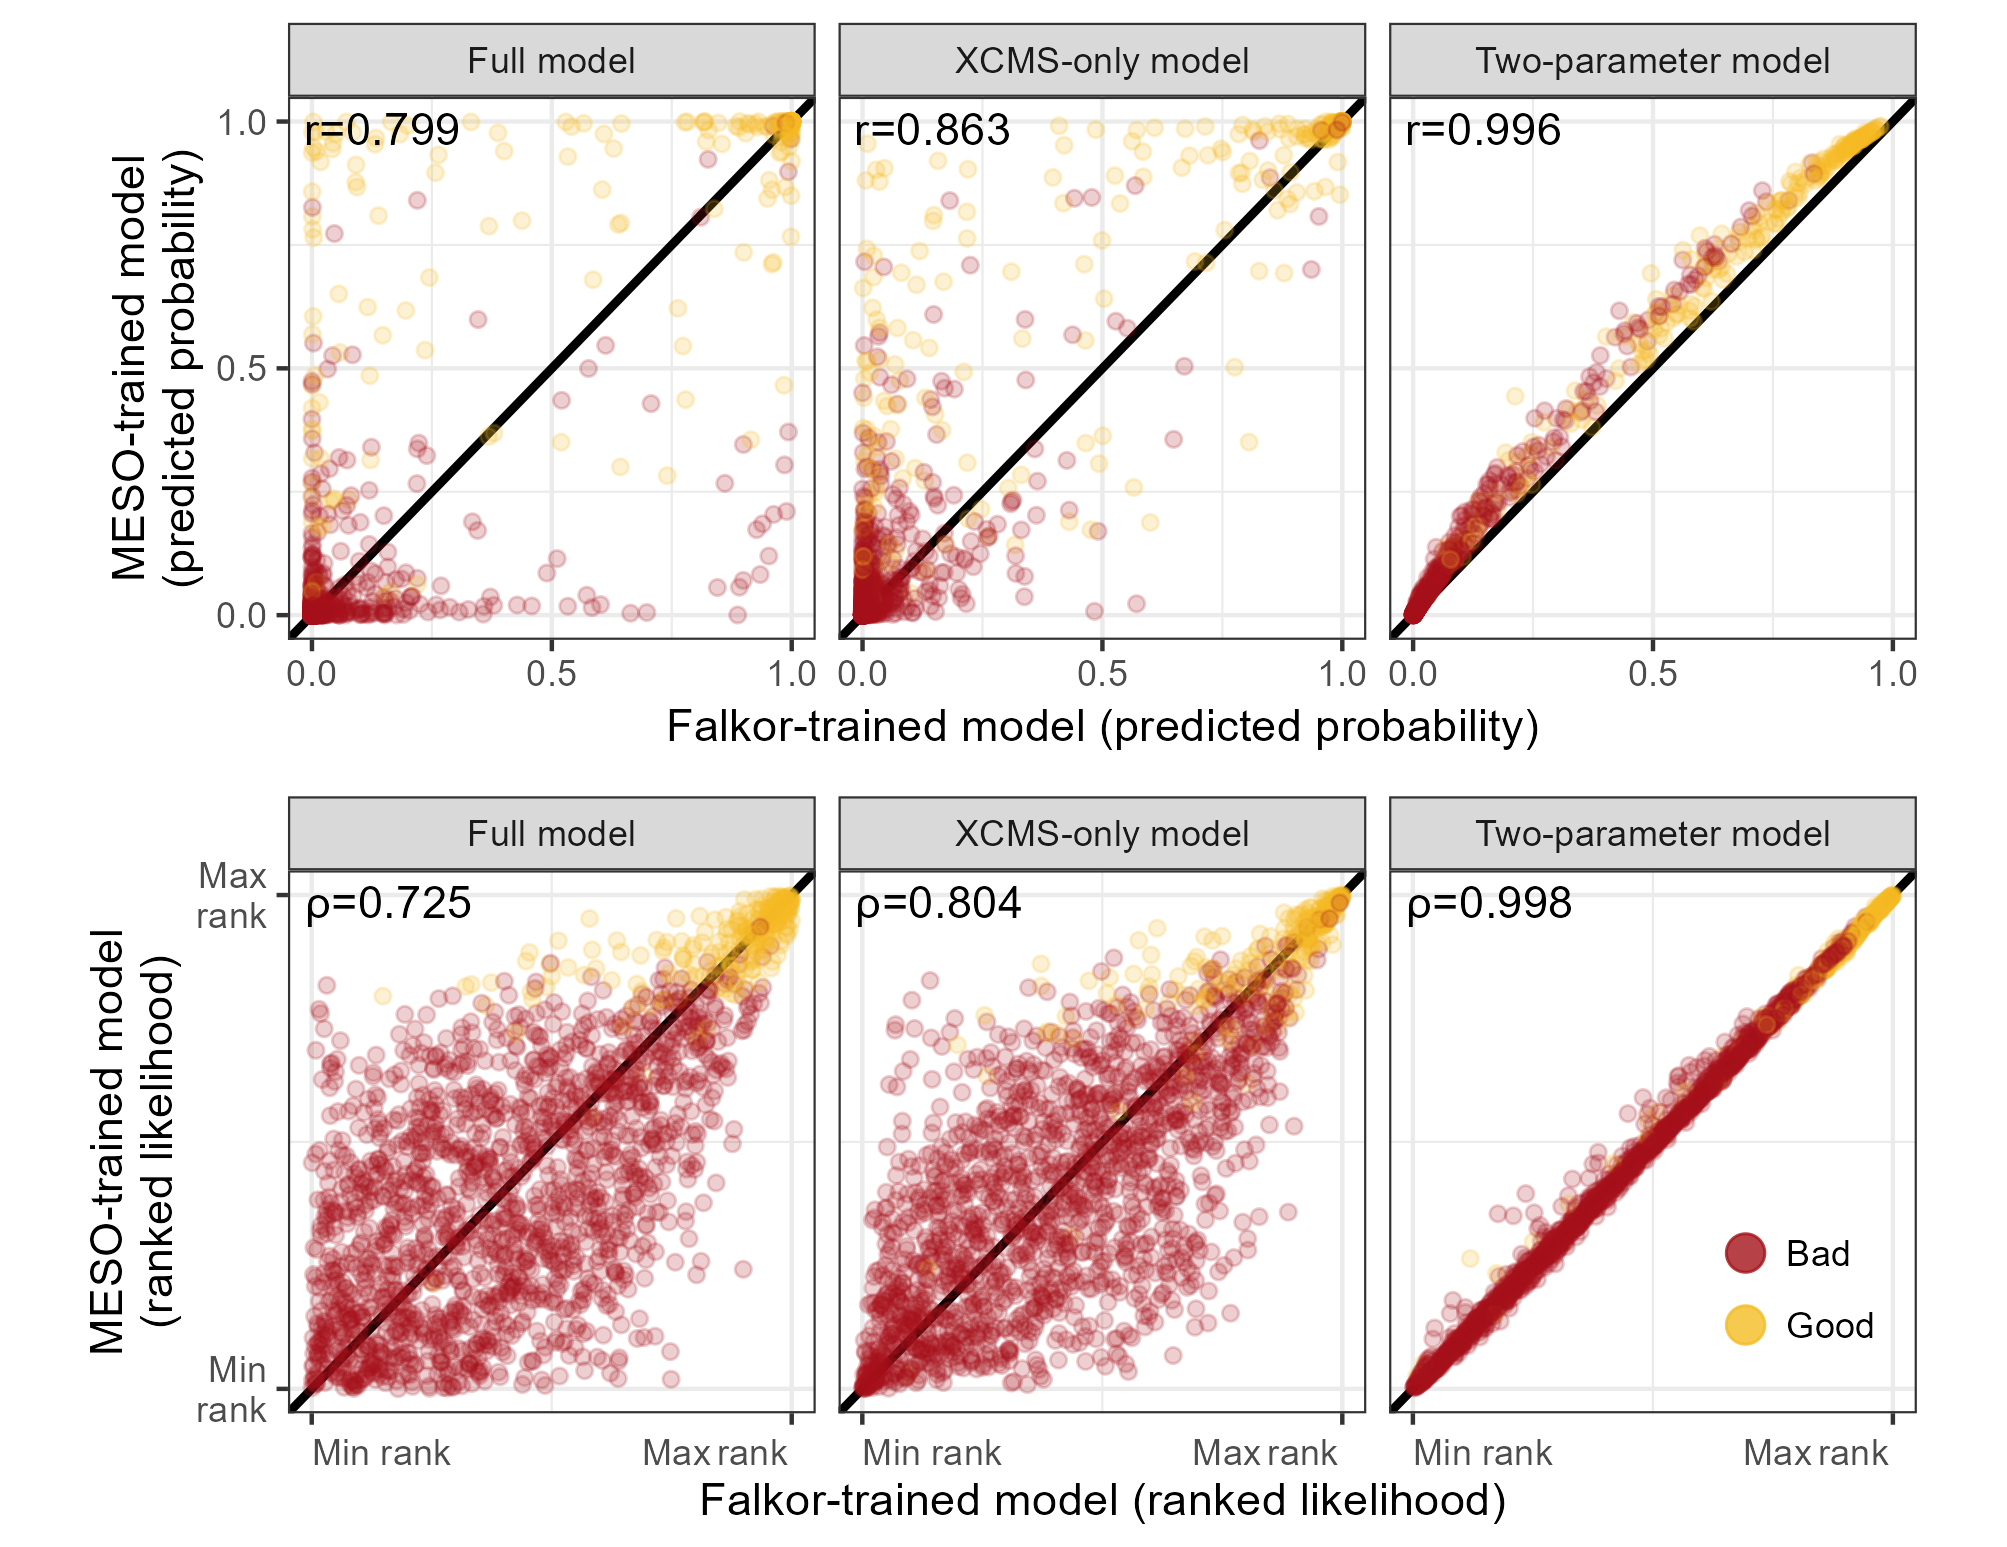 Full model
XCMS-only model
Two-parameter model
r=0.799
r=0.863
r=0.996
MESO-trained model
(predicted probability)
1.0
0.5
0.0
0.0
0.5
1.0
0.0
0.5
1.0
0.0
0.5
1.0
Falkor-trained model (predicted probability)
Full model
XCMS-only model
Two-parameter model
ρ=0.725
ρ=0.804
ρ=0.998
MESO-trained model
(ranked likelihood)
Max
rank
Min
rank
Bad
Good
Min rank
Max rank
Min rank
Max rank
Min rank
Max rank
Falkor-trained model (ranked likelihood)